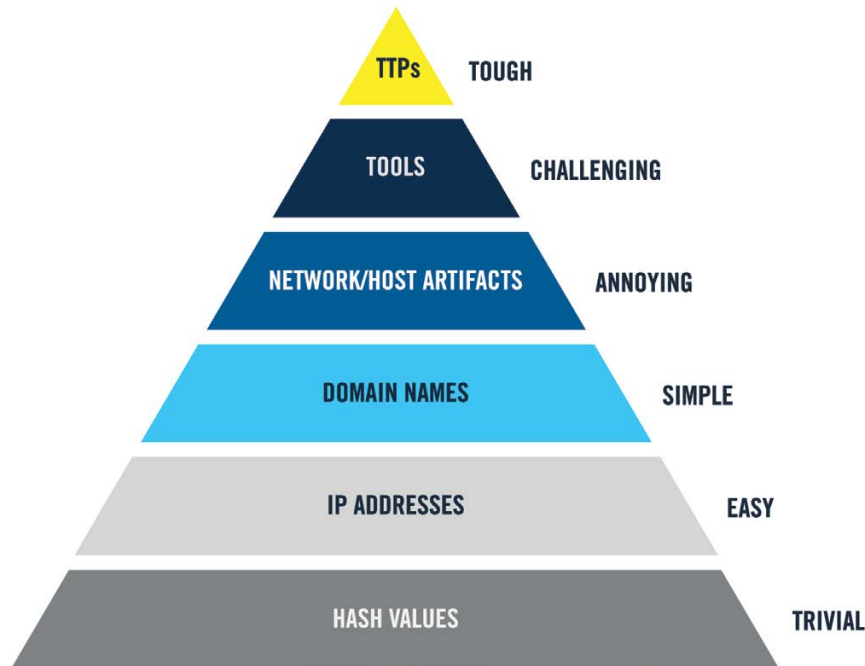 TTPs TOUGH
TOOLS CHALLENGING
NETWORK/HOST ARTIFACTS ANNOYING
DOMAIN NAMES SIMPLE
IP ADDRESSES EASY
HASH VALUES TRIVIAL